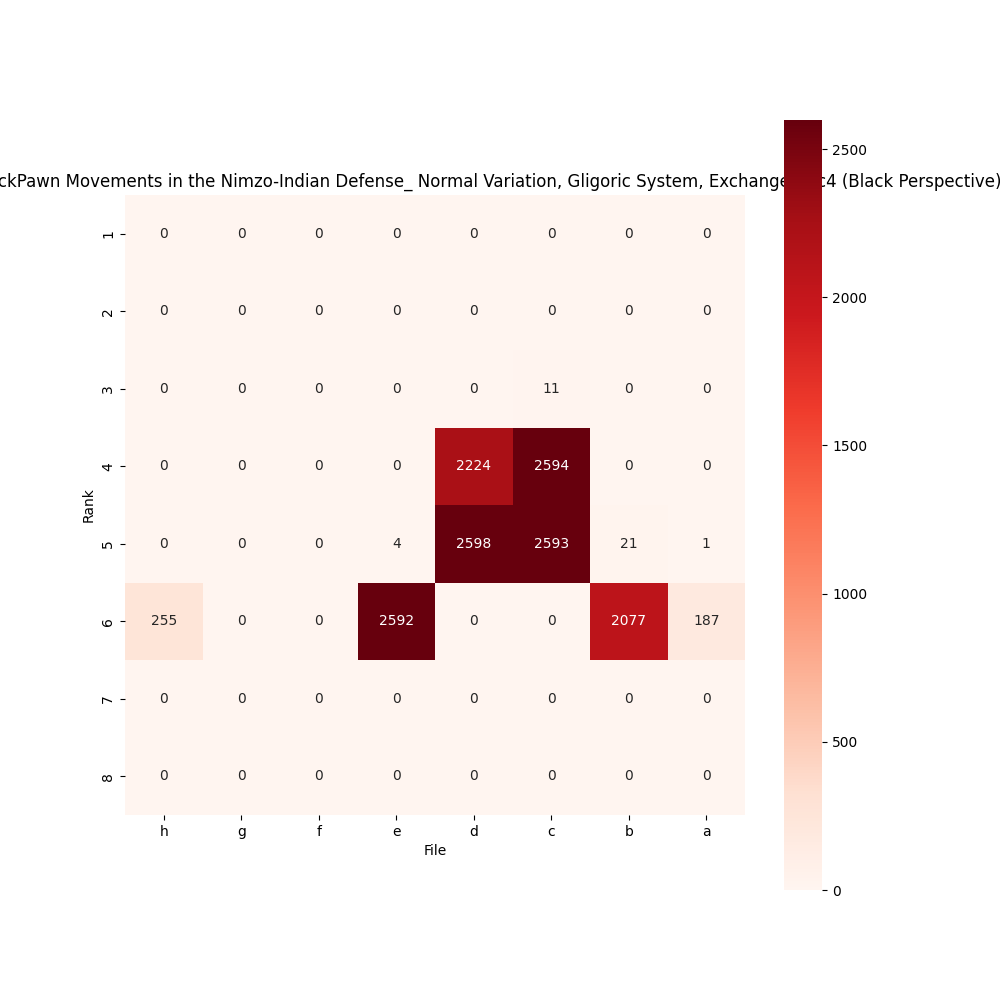 ckPawn Movements in the Nimzo-Indian Defense_ Normal Variation, Gligoric System, Exchange c4 (Black Perspective)
1 0 0 0 0 0 0 0 0
2 0 0 0 0 0 0 0 0
3 0 0 0 0 0 11 0 0
4 0 0 0 0 2224 2594 0 0
Rank
5 0 0 0 4 2598 2593 21 1
6 255 0 0 2592 0 0 2077 187
7 0 0 0 0 0 0 0 0
8 0 0 0 0 0 0 0 0
h g f e d c b a
File
2500
2000
1500
1000
500
0